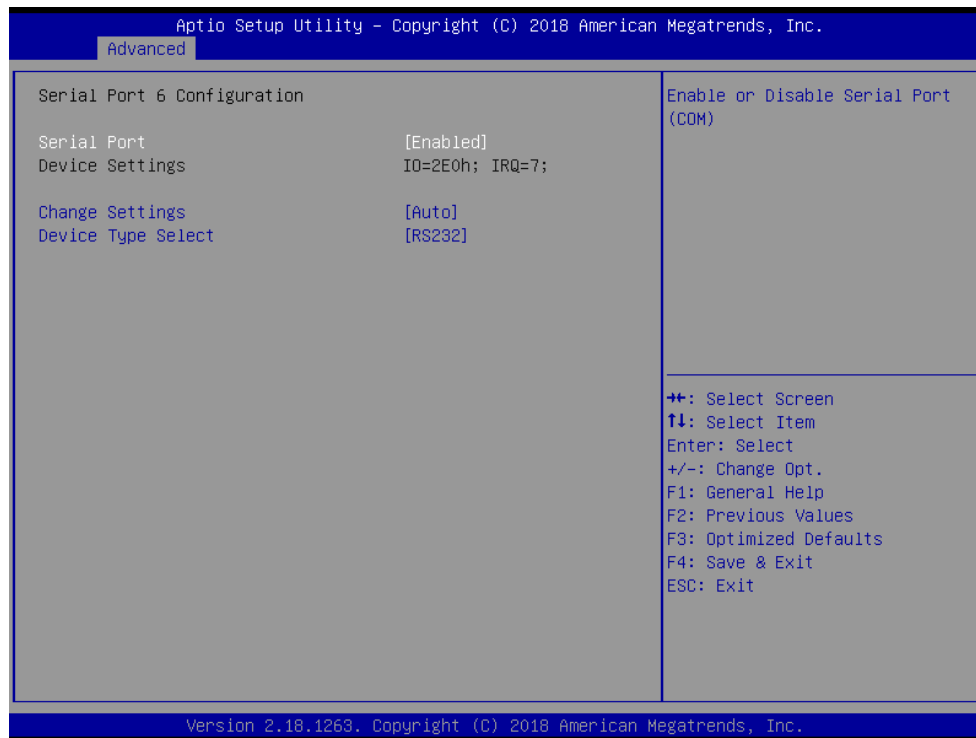 Aptio Setup Utility – Copyright (C) 2018 American Megatrends, Inc.
Advanced
Serial Port 6 Configuration
Serial Port [Enabled]
Device Settings IO=2E0h; IRQ=7;
Change Settings [Auto]
Device Type Select [RS232]
Enable or Disable Serial Port
(COM)
→←: Select Screen
↑↓: Select Item
Enter: Select
+/-: Change Opt.
F1: General Help
F2: Previous Values
F3: Optimized Defaults
F4: Save & Exit
ESC: Exit
Version 2.18.1263. Copyright (C) 2018 American Megatrends, Inc.